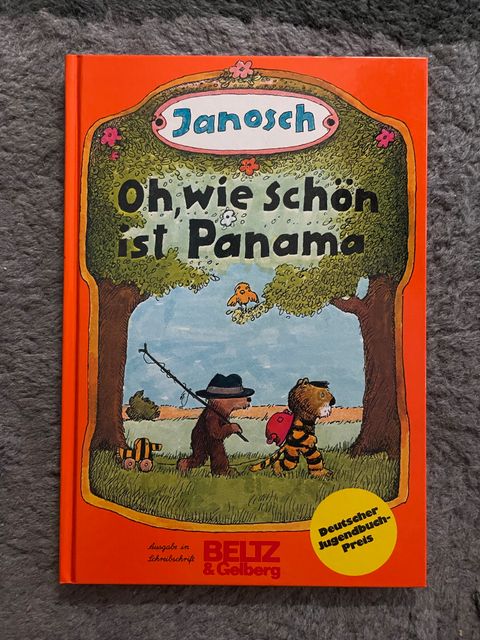 Janosch
Oh, wie schön
ist Panama
Deutscher
Jugendbuch-
Preis
Ausgabe in
Schreibschrift
BELTZ
& Gelberg